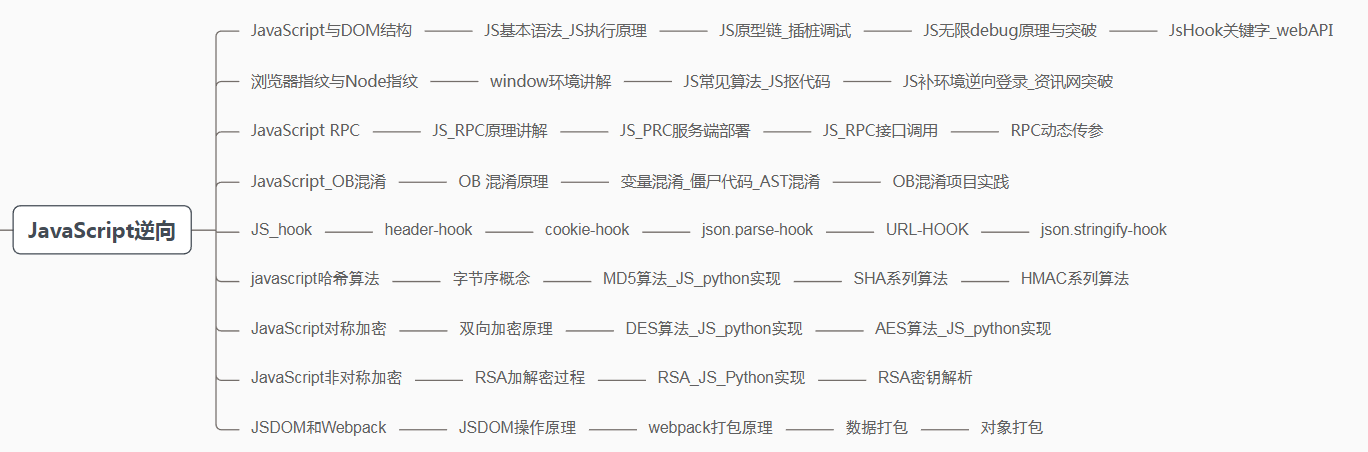 JavaScript与DOM结构 JS基本语法_JS执行原理 JS原型链_插桩调试 JS无限debug原理与突破 JsHook关键字_webAPI
浏览器指纹与Node指纹 window环境讲解 JS常见算法_JS抠代码 JS补环境逆向登录_资讯网突破
JavaScript RPC JS_RPC原理讲解 JS_PRC服务端部署 JS_RPC接口调用 RPC动态传参
JavaScript_OB混淆 OB 混淆原理 变量混淆_僵尸代码_AST混淆 OB混淆项目实践
JavaScript逆向
JS_hook header-hook cookie-hook json.parse-hook URL-HOOK json.stringify-hook
javascript哈希算法 字节序概念 MD5算法_JS_python实现 SHA系列算法 HMAC系列算法
JavaScript对称加密 双向加密原理 DES算法_JS_python实现 AES算法_JS_python实现
JavaScript非对称加密 RSA加解密过程 RSA_JS_Python实现 RSA密钥解析
JSDOM和Webpack JSDOM操作原理 webpack打包原理 数据打包 对象打包